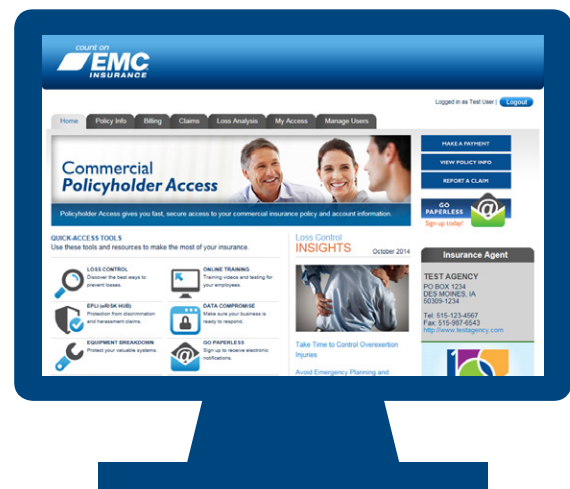 count on
EMC
INSURANCE
Logged in as Test User |
Logout
Home
Policy Info
Billing
Claims
Loss Analysis
My Access
Manage Users
Commercial
Policyholder Access
Policyholder Access gives you fast, secure access to your commercial insurance policy and account information.
MAKE A PAYMENT
VIEW POLICY INFO
REPORT A CLAIM
GO
PAPERLESS
Sign up today!
QUICK-ACCESS TOOLS
Use these tools and resources to make the most of your insurance.
LOSS CONTROL
Discover the best ways to
prevent losses.
ONLINE TRAINING
Training videos and testing for
your employees.
EPLI (eRISK HUB)
Protection from discrimination
and harassment claims.
DATA COMPROMISE
Make sure your business is
ready to respond.
EQUIPMENT BREAKDOWN
Protect your valuable systems.
GO PAPERLESS
Sign up to receive electronic
notifications.
Loss Control
INSIGHTS
October 2014
Take Time to Control Overexertion
Injuries
Avoid Emergency Planning and
Insurance Agent
TEST AGENCY
PO BOX 1234
DES MOINES, IA
50309-1234
Tel: 515-123-4567
Fax: 515-987-6543
http://www.testagency.com